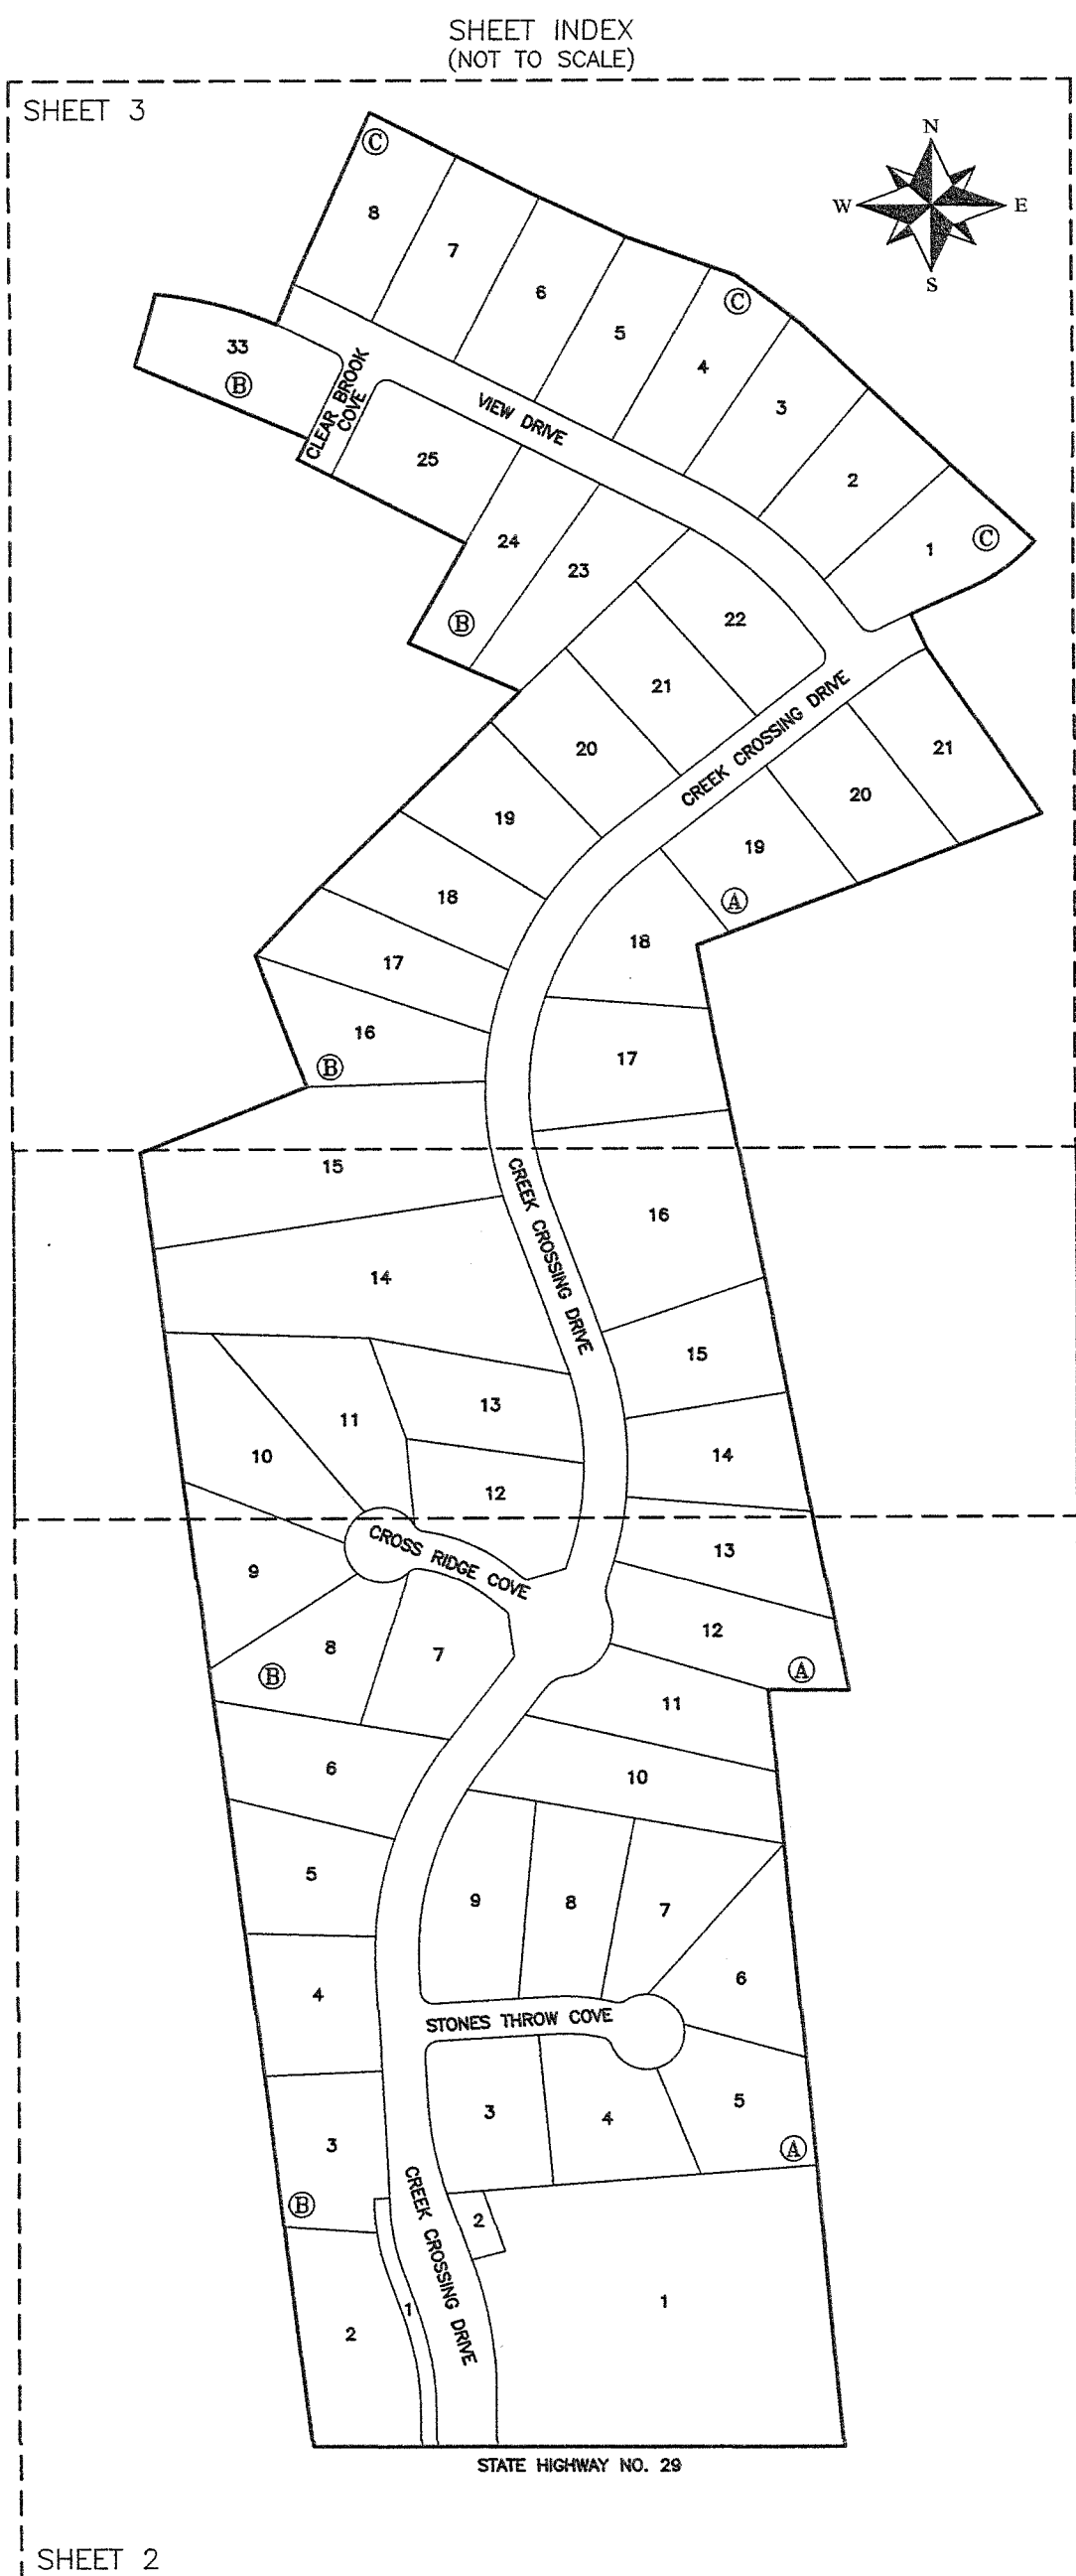 SHEET INDEX
(NOT TO SCALE)
SHEET 3
N
W
E
S
C
8
7
6
5
C
4
3
2
1
C
33
B
CLEAR BROOK
COVE
VIEW DRIVE
25
24
23
B
22
21
20
19
18
17
16
B
CREEK CROSSING DRIVE
21
20
19
A
18
17
15
CREEK CROSSING DRIVE
16
14
15
13
11
10
14
12
CROSS RIDGE COVE
13
9
12
A
8
7
B
11
6
10
5
9
8
7
6
4
STONES THROW COVE
3
4
5
A
3
B
CREEK CROSSING DRIVE
2
1
1
2
STATE HIGHWAY NO. 29
SHEET 2